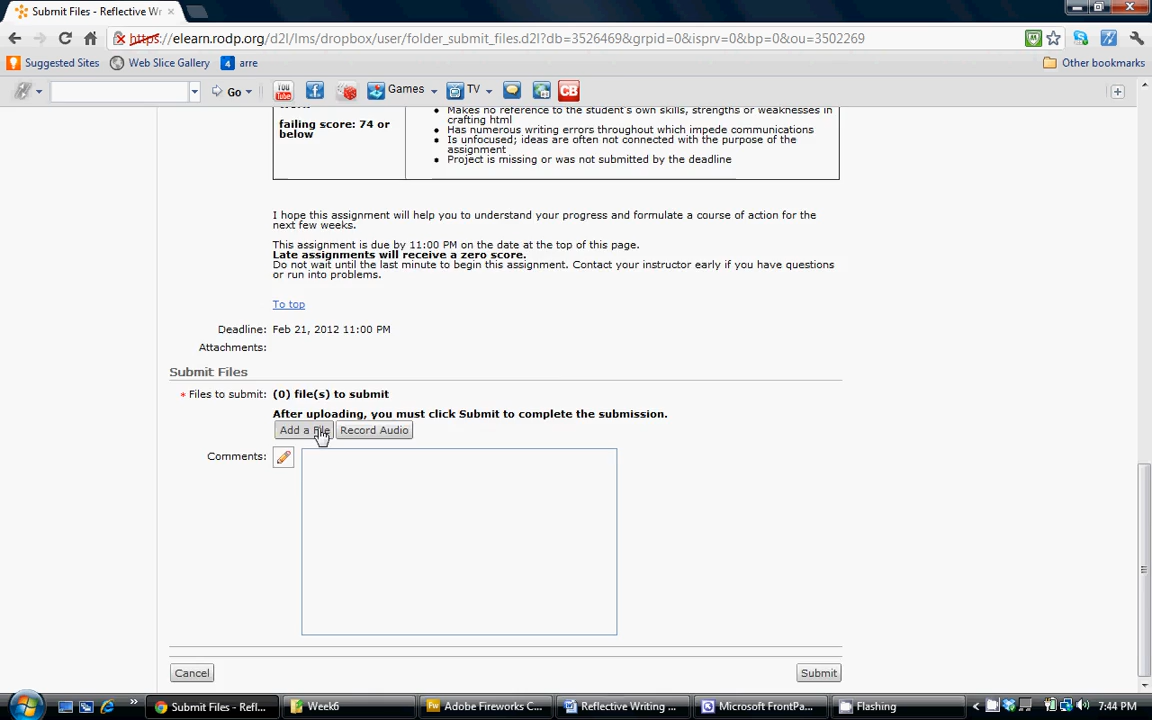 Submit Files - Reflective Wr
https://elearn.rodp.org/d2l/lms/dropbox/user/folder_submit_files.d2l?db=3526469&grpid=0&isprv=0&bp=0&ou=3502269
Suggested Sites
Web Slice Gallery
4
arre
Other bookmarks
Go
You
Tube
Games
TV
CB
failing score: 74 or
below
Makes no reference to the student's own skills, strengths or weaknesses in
crafting html
Has numerous writing errors throughout which impede communications
Is unfocused; ideas are often not connected with the purpose of the
assignment
Project is missing or was not submitted by the deadline
I hope this assignment will help you to understand your progress and formulate a course of action for the
next few weeks.
This assignment is due by 11:00 PM on the date at the top of this page.
Late assignments will receive a zero score.
Do not wait until the last minute to begin this assignment. Contact your instructor early if you have questions
or run into problems.
To top
Deadline: Feb 21, 2012 11:00 PM
Attachments:
Submit Files
* Files to submit: (0) file(s) to submit
After uploading, you must click Submit to complete the submission.
Add a File
Record Audio
Comments:
Cancel
Submit
Submit Files - Refl...
Week6
Adobe Fireworks C...
Reflective Writing ...
Microsoft FrontPa...
Flashing
7:44 PM